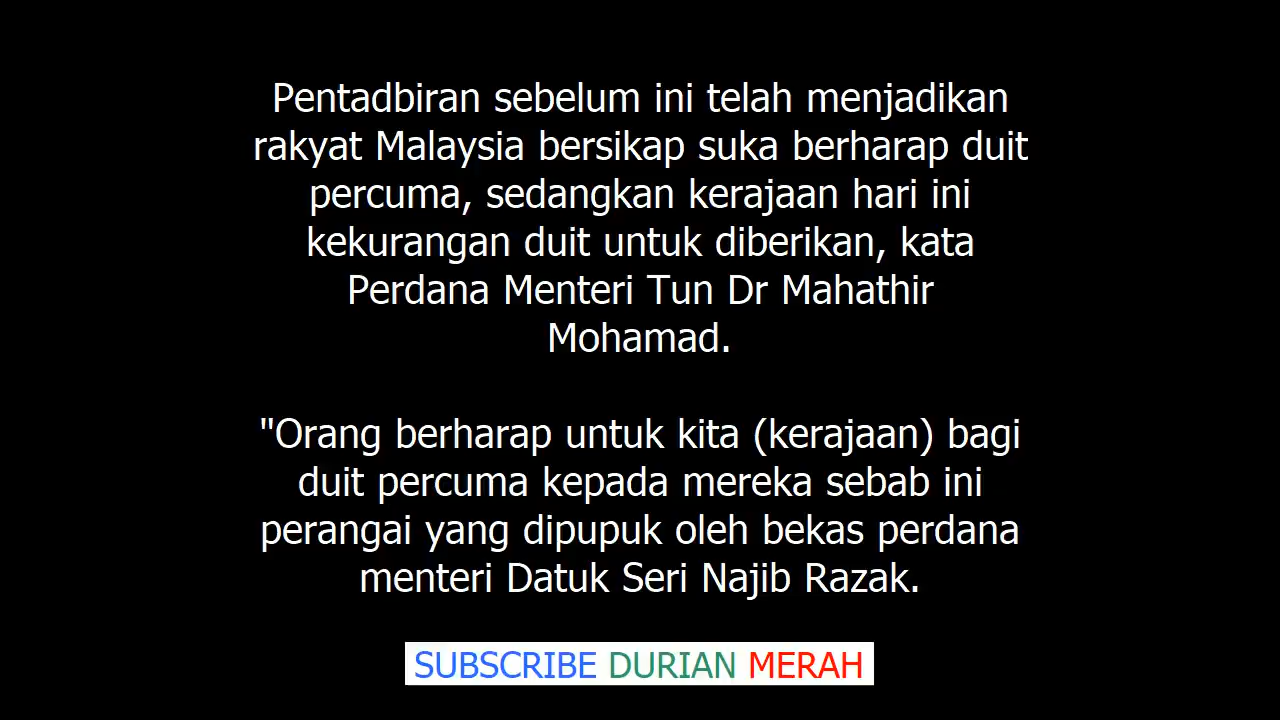 Pentadbiran sebelum ini telah menjadikan
rakyat Malaysia bersikap suka berharap duit
percuma, sedangkan kerajaan hari ini
kekurangan duit untuk diberikan, kata
Perdana Menteri Tun Dr Mahathir
Mohamad.
"Orang berharap untuk kita (kerajaan) bagi
duit percuma kepada mereka sebab ini
perangai yang dipupuk oleh bekas perdana
menteri Datuk Seri Najib Razak.
SUBSCRIBE DURIAN MERAH